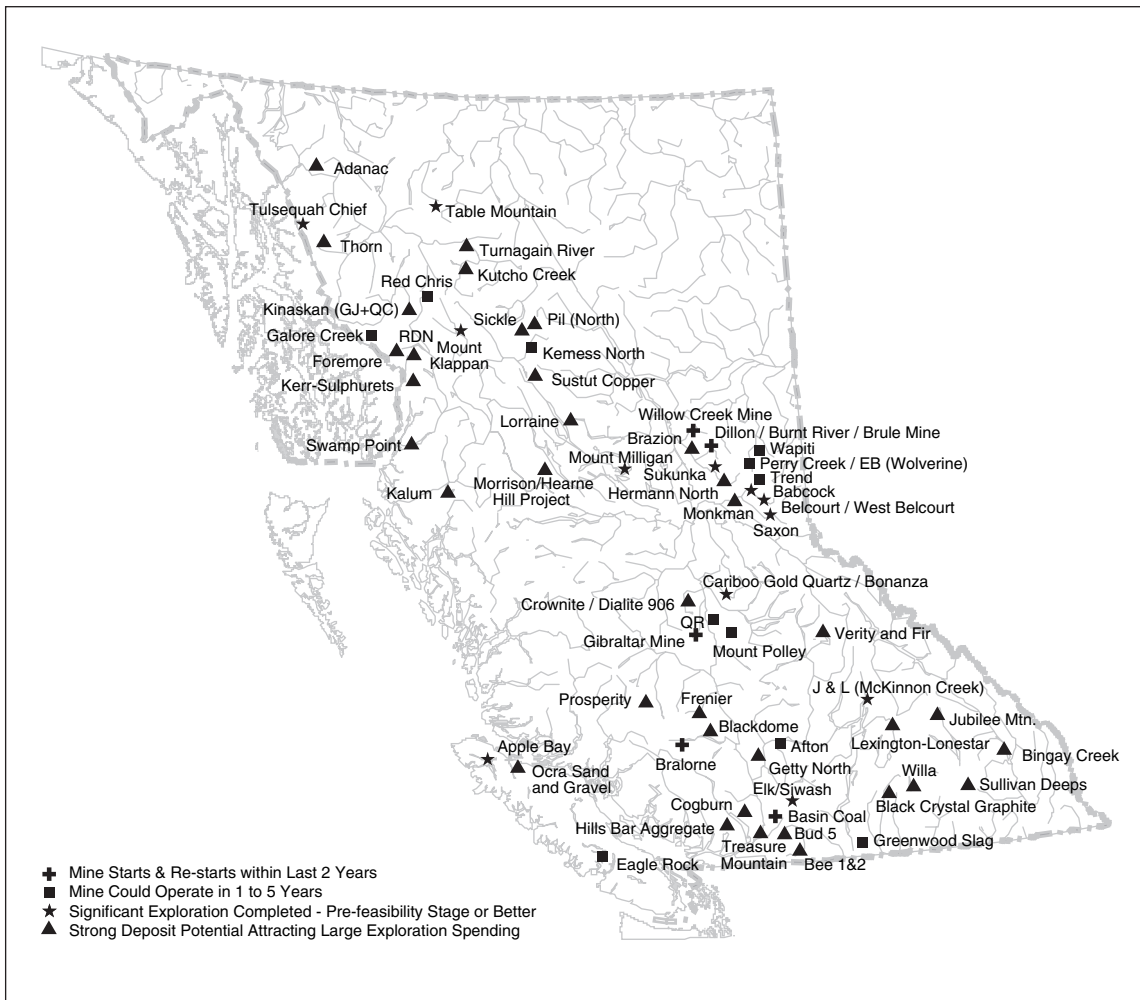 Adanac
Tulsequah Chief
Table Mountain
Thorn
Turnagain River
Kutcho Creek
Red Chris
Kinaskan (GJ+QC)
Sickle
Pil (North)
Galore Creek
RDN
Mount
Klappan
Kemess North
Foremore
Kerr-Sulphurets
Sustut Copper
Willow Creek Mine
Lorraine
Dillon / Burnt River / Brule Mine
Brazion
Swamp Point
Wapiti
Mount Milligan
Perry Creek / EB (Wolverine)
Sukunka
Trend
Morrison/Hearne
Hill Project
Kalum
Hermann North
Babcock
Monkman
Belcourt / West Belcourt
Saxon
Cariboo Gold Quartz / Bonanza
Crownite / Dialite 906
QR
Gibraltar Mine
Mount Polley
Verity and Fir
J & L (McKinnon Creek)
Prosperity
Frenier
Jubilee Mtn.
Blackdome
Lexington-Lonestar
Apple Bay
Afton
Bralorne
Bingay Creek
Ocra Sand
and Gravel
Getty North
Willa
Sullivan Deeps
Elk/Siwash
Black Crystal Graphite
Cogburn
Basin Coal
Hills Bar Aggregate
Bud 5
Treasure
Mountain
Greenwood Slag
Bee 1&2
Eagle Rock
Mine Starts & Re-starts within Last 2 Years
Mine Could Operate in 1 to 5 Years
Significant Exploration Completed - Pre-feasibility Stage or Better
Strong Deposit Potential Attracting Large Exploration Spending